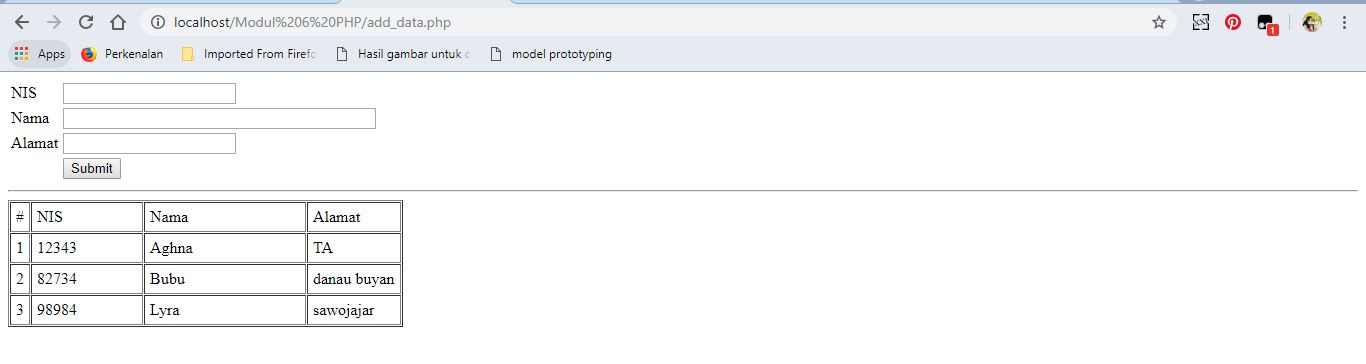 localhost/Modul%206%20PHP/add_data.php
1
Apps Perkenalan Imported From Firefo Hasil gambar untuk c model prototyping
NIS
Nama
Alamat
Submit
# NIS Nama Alamat
1 12343 Aghna TA
2 82734 Bubu danau buyan
3 98984 Lyra sawojajar